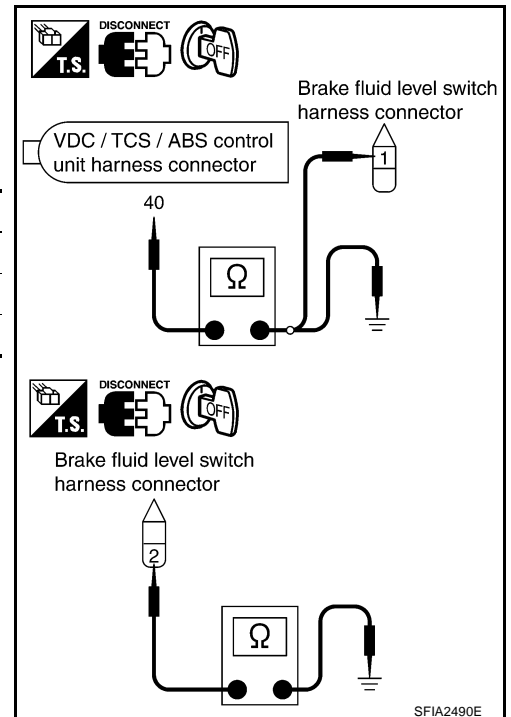 DISCONNECT
T.S.
OFF
Brake fluid level switch
harness connector
VDC / TCS / ABS control
unit harness connector
1
40
Ω
DISCONNECT
T.S.
OFF
Brake fluid level switch
harness connector
2
Ω
SFIA2490E